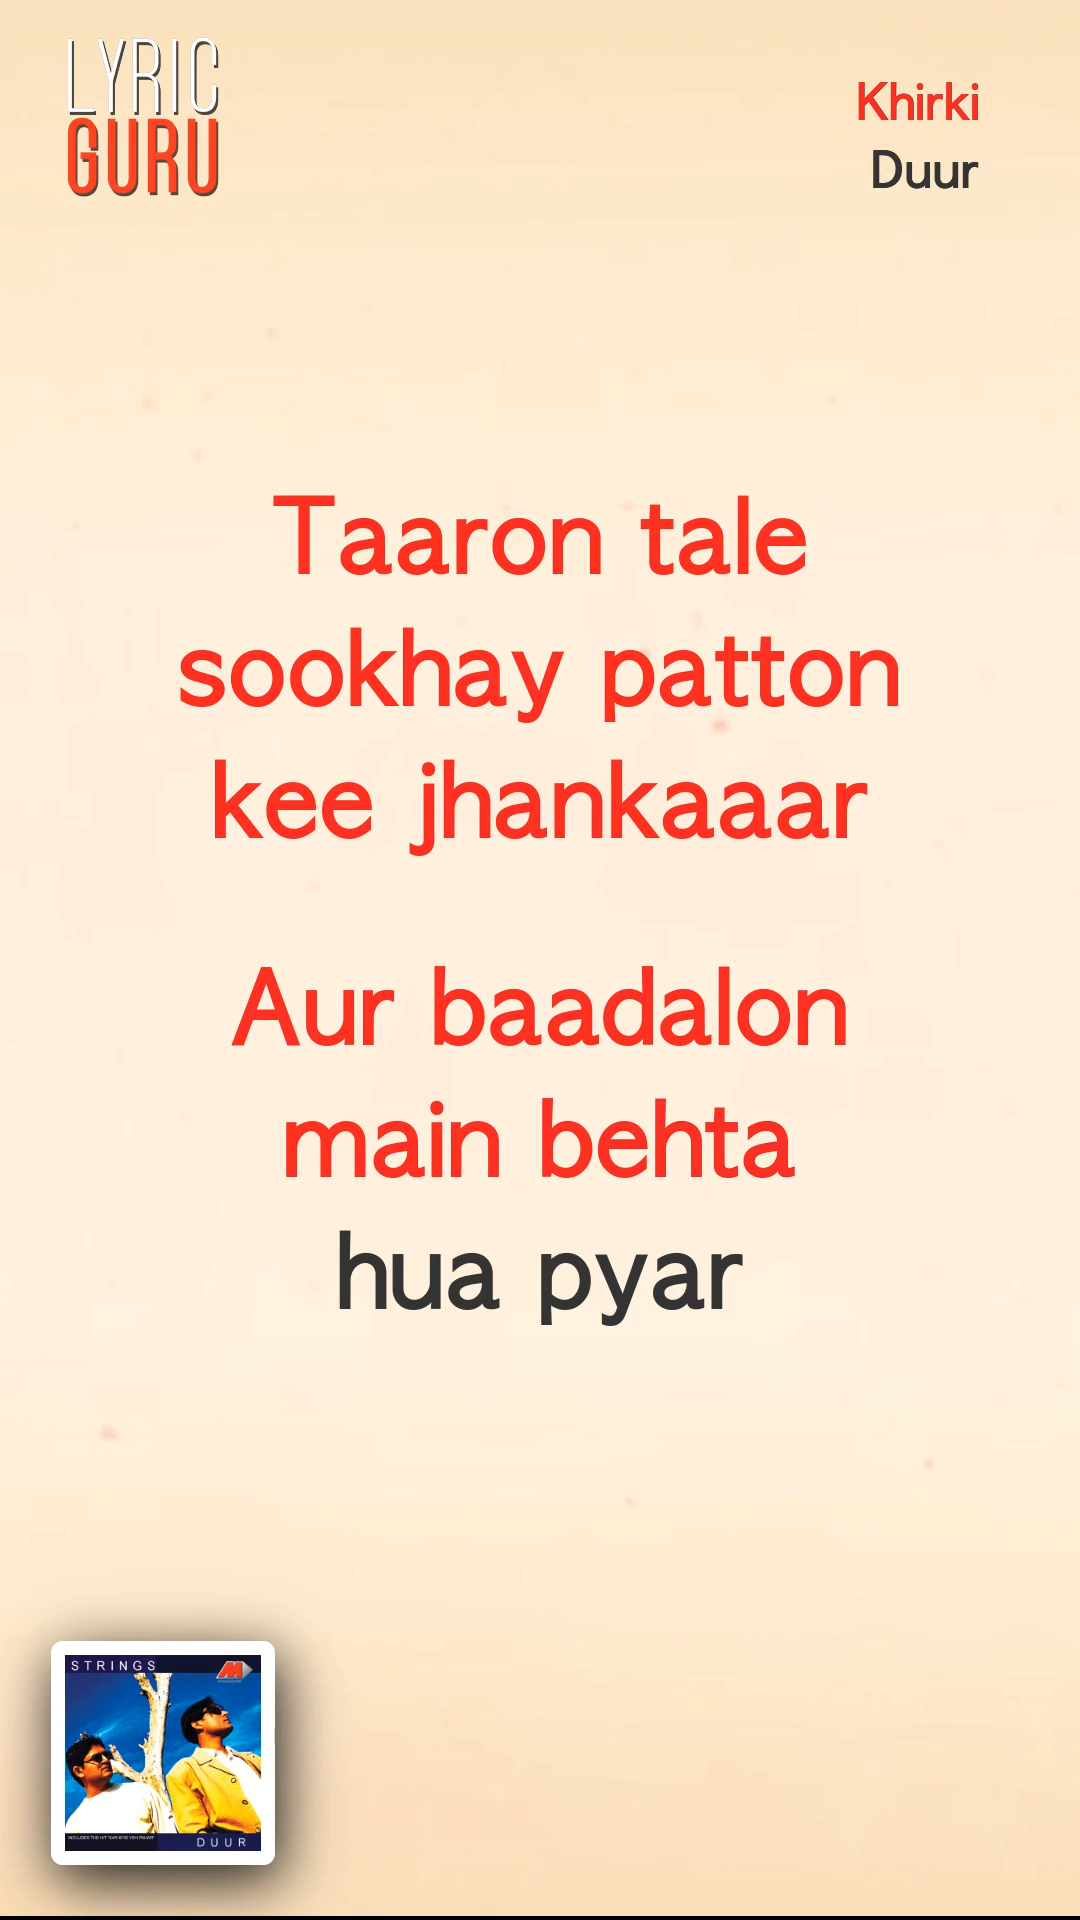 LYRIC
GURU
Khirki
Duur
Taaron tale
sookhay patton
kee jhankaaar
Aur baadalon
main behta
hua pyar
STRINGS
M
DUUR